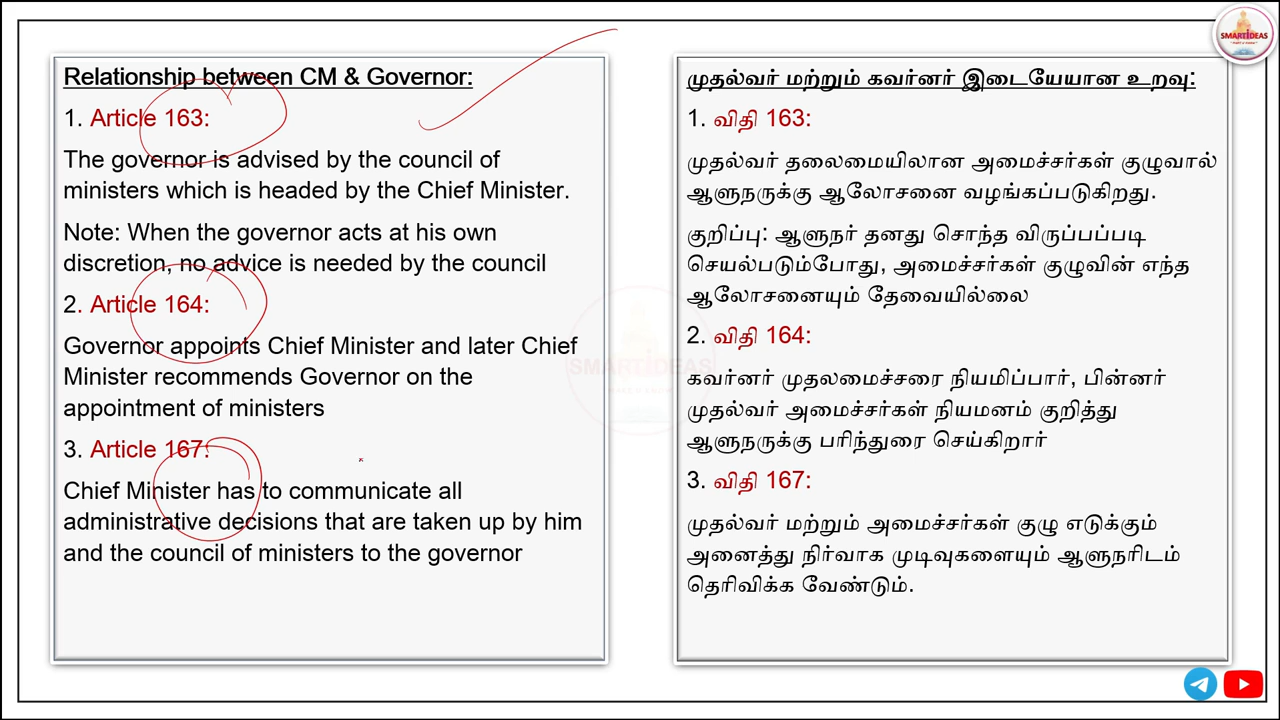 SMARTIDEAS
Relationship between CM & Governor:
1. Article 163:
The governor is advised by the council of
ministers which is headed by the Chief Minister.
Note: When the governor acts at his own
discretion, no advice is needed by the council
2. Article 164:
Governor appoints Chief Minister and later Chief
Minister recommends Governor on the
appointment of ministers
3. Article 167:
Chief Minister has to communicate all
administrative decisions that are taken up by him
and the council of ministers to the governor
முதல்வர் மற்றும் கவர்னர் இடையேயான உறவு:
1. விதி 163:
முதல்வர் தலைமையிலான அமைச்சர்கள் குழுவால்
ஆளுநருக்கு ஆலோசனை வழங்கப்படுகிறது.
குறிப்பு: ஆளுநர் தனது சொந்த விருப்பப்படி
செயல்படும்போது, அமைச்சர்கள் குழுவின் எந்த
ஆலோசனையும் தேவையில்லை
2. விதி 164:
கவர்னர் முதலமைச்சரை நியமிப்பார், பின்னர்
முதல்வர் அமைச்சர்கள் நியமனம் குறித்து
ஆளுநருக்கு பரிந்துரை செய்கிறார்
3. விதி 167:
முதல்வர் மற்றும் அமைச்சர்கள் குழு எடுக்கும்
அனைத்து நிர்வாக முடிவுகளையும் ஆளுநரிடம்
தெரிவிக்க வேண்டும்.
SMARTIDEAS